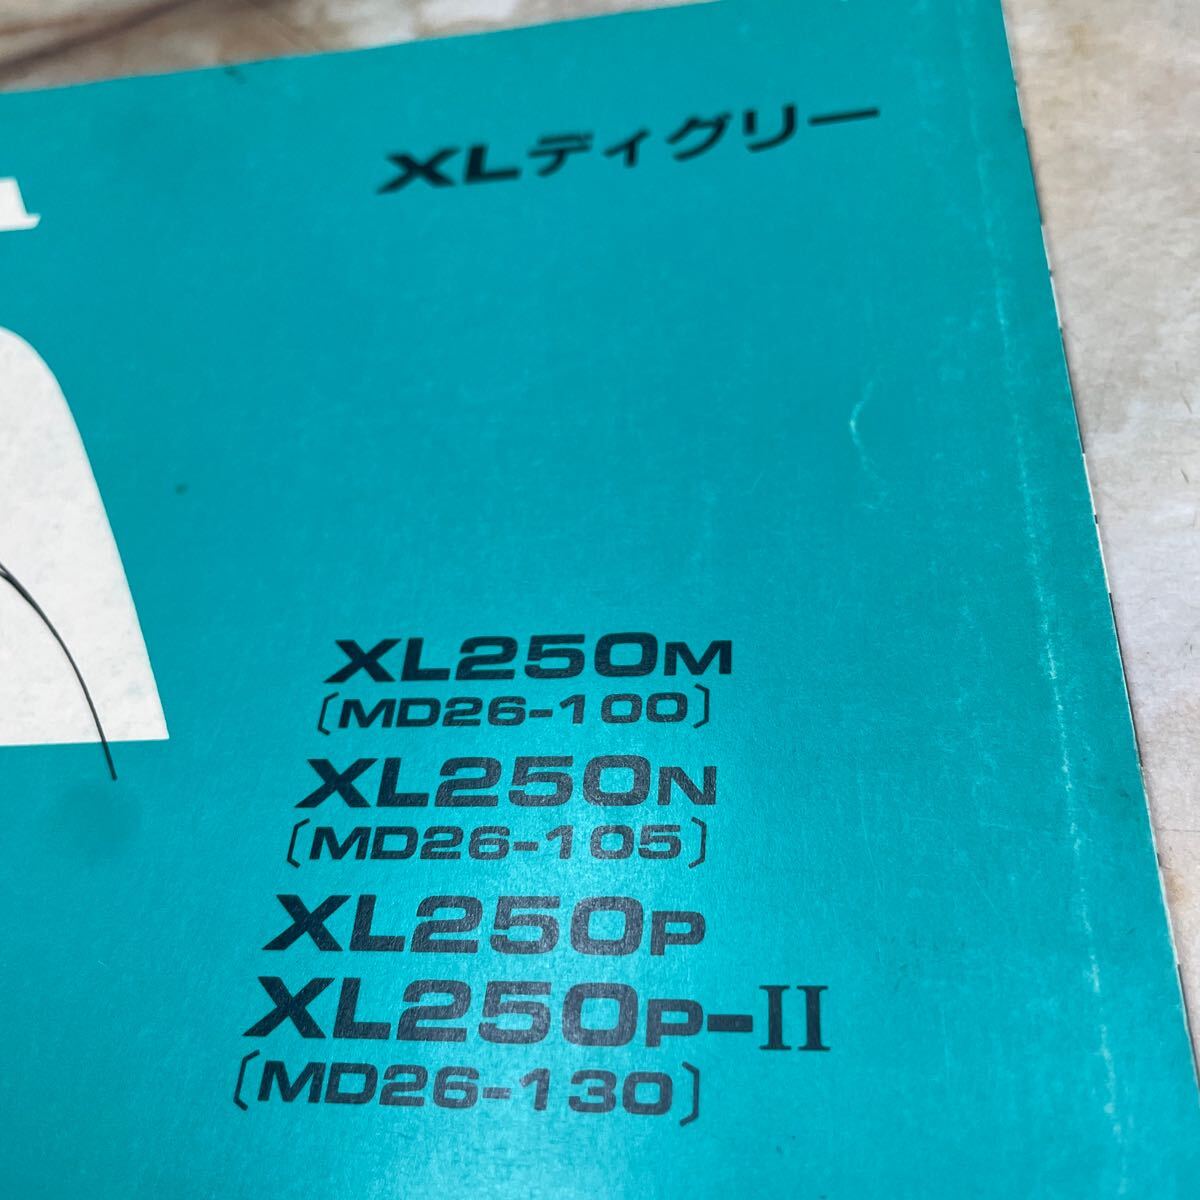 XLディグリー
XL250M
〔MD26-100〕
XL250N
〔MD26-105〕
XL250P
XL250P-II
〔MD26-130〕